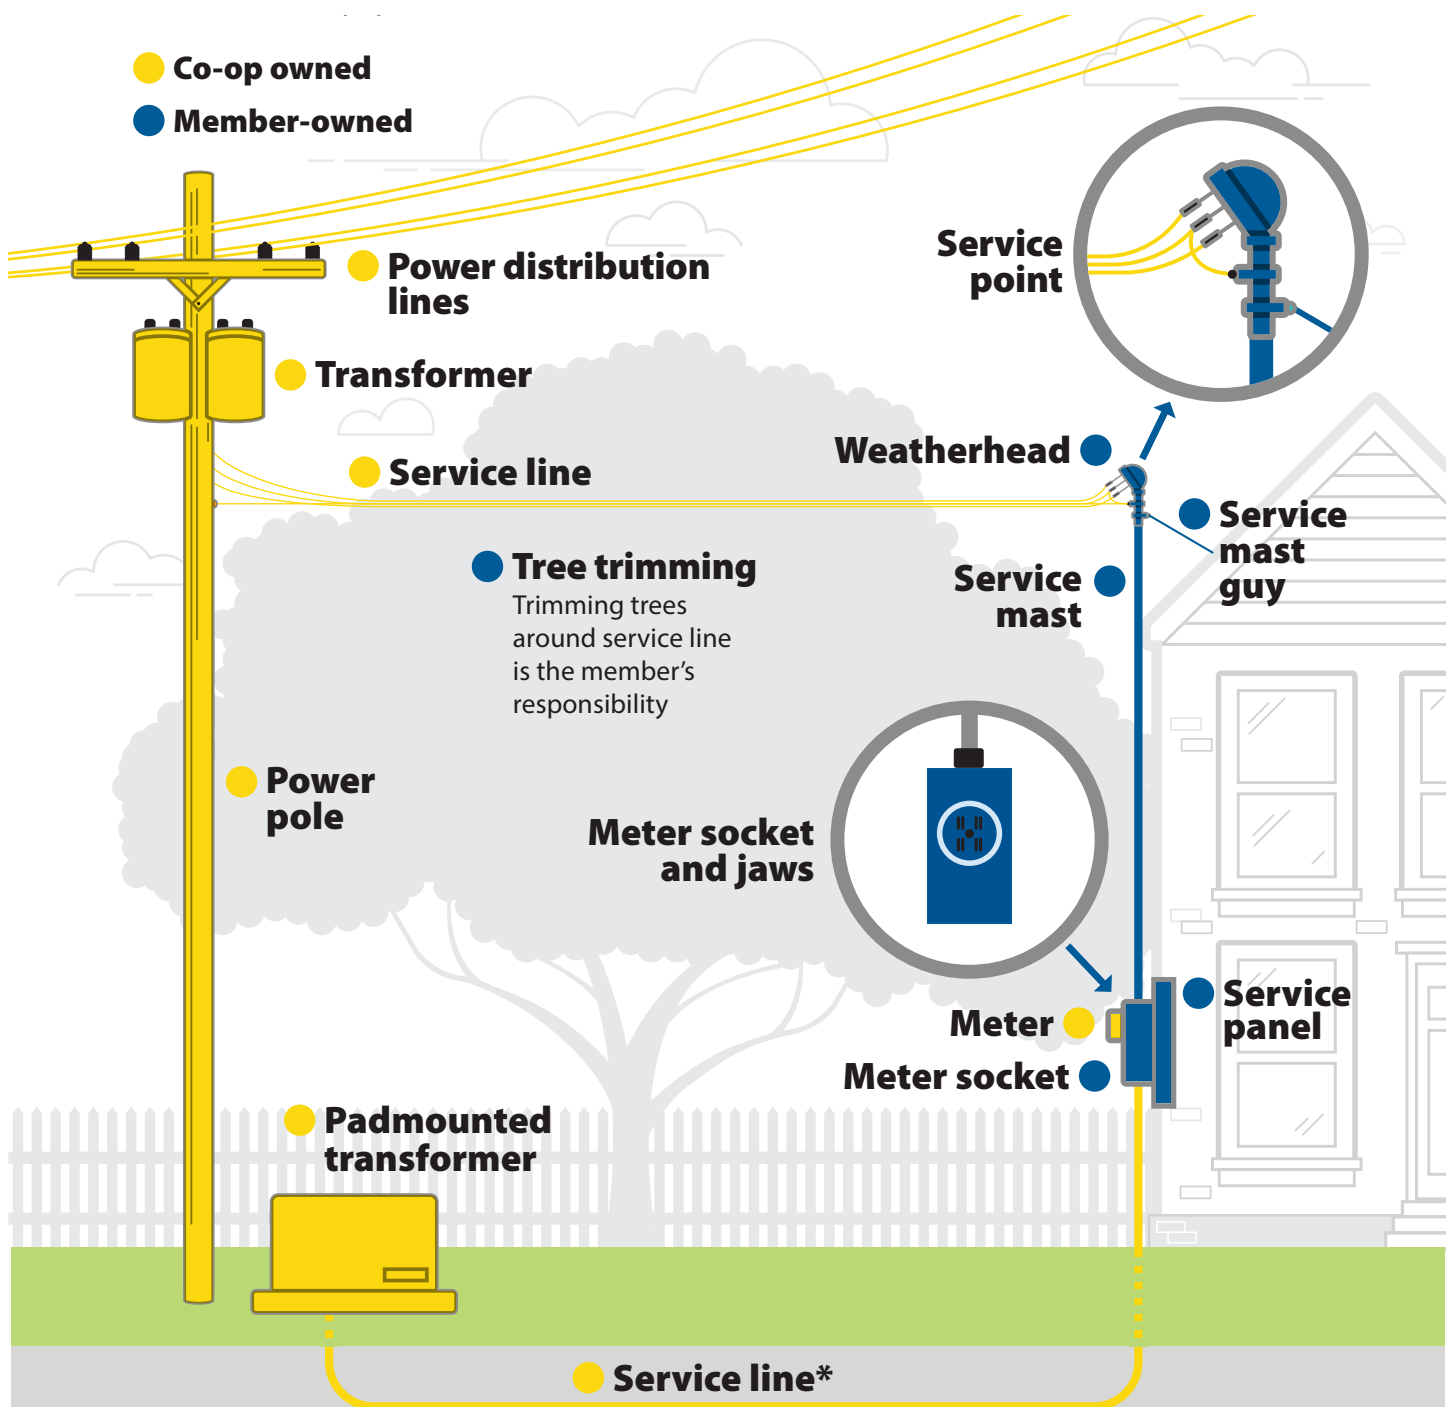 Co-op owned
Member-owned
Power distribution
lines
Service
point
Transformer
Weatherhead
Service line
Service
mast
guy
Tree trimming
Trimming trees
around service line
is the member's
responsibility
Service
mast
Power
pole
Meter socket
and jaws
Service
panel
Meter
Meter socket
Padmounted
transformer
Service line*